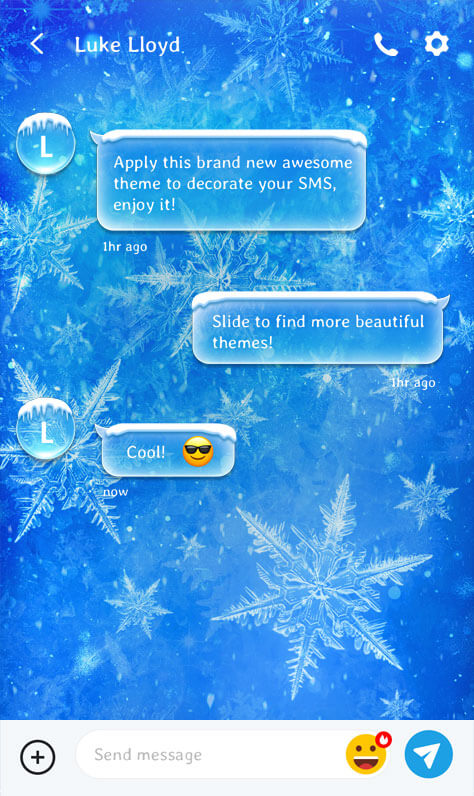 Luke Lloyd
L
Apply this brand new awesome
theme to decorate your SMS,
enjoy it!
1hr ago
Slide to find more beautiful
themes!
1hr ago
L
Cool! 😎
now
Send message